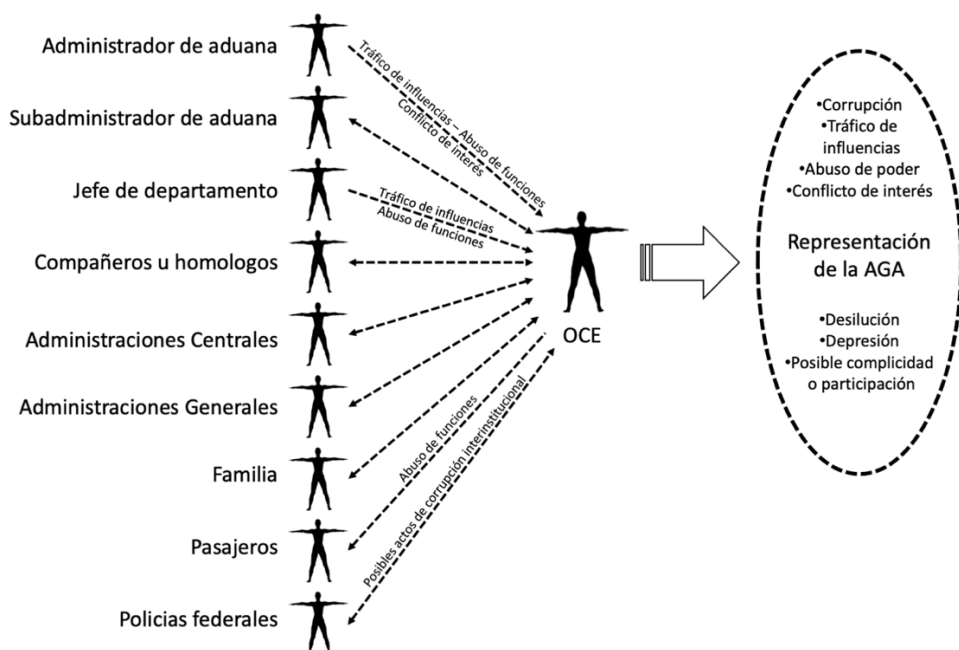 Administrador de aduana
Subadministrador de aduana
Jefe de departamento
Compañeros u homologos
Administraciones Centrales
Administraciones Generales
Familia
Pasajeros
Policias federales
Tráfico de influencias – Abuso de funciones
Conflicto de interés
Tráfico de influencias
Abuso de funciones
Abuso de funciones
Posibles actos de corrupción interinstitucional
OCE
•Corrupción
•Tráfico de
influencias
•Abuso de poder
•Conflicto de interés
Representación
de la AGA
•Desilución
•Depresión
•Posible complicidad
o participación